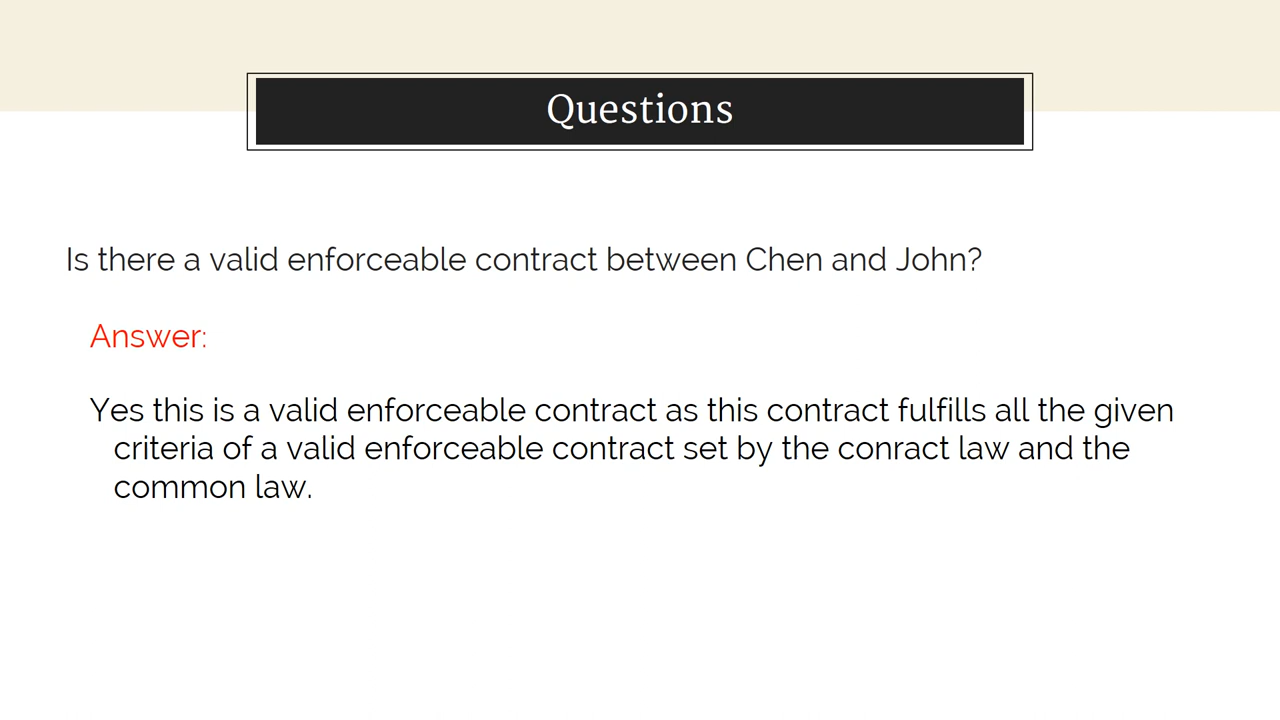 Questions
Is there a valid enforceable contract between Chen and John?
Answer:
Yes this is a valid enforceable contract as this contract fulfills all the given
criteria of a valid enforceable contract set by the conract law and the
common law.